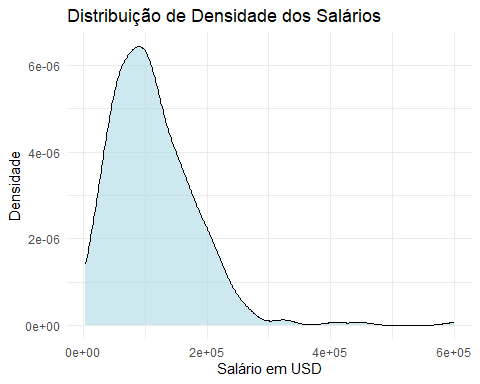 Distribuição de Densidade dos Salários
Densidade
6e-06
4e-06
2e-06
0e+00
0e+00 2e+05 4e+05 6e+05
Salário em USD